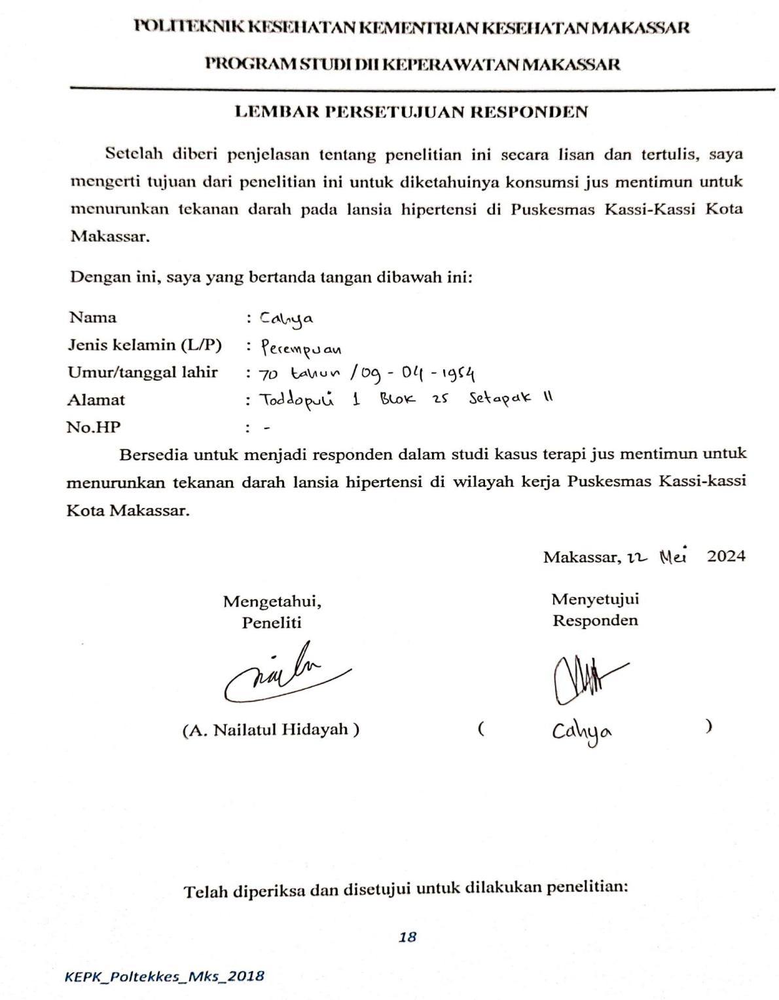 POLITEKNIK KESEHATAN KEMENTRIAN KESEHATAN MAKASSAR
PROGRAM STUDI DII KEPERAWATAN MAKASSAR
LEMBAR PERSETUJUAN RESPONDEN
Setelah diberi penjelasan tentang penelitian ini secara lisan dan tertulis, saya
mengerti tujuan dari penelitian ini untuk diketahuinya konsumsi jus mentimun untuk
menurunkan tekanan darah pada lansia hipertensi di Puskesmas Kassi-Kassi Kota
Makassar.
Dengan ini, saya yang bertanda tangan dibawah ini:
Nama : Cahya
Jenis kelamin (L/P) : Perempuan
Umur/tanggal lahir : 70 tahun / 09 - 04 - 1954
Alamat : Toddopuli 1 Blok 25 Setapak II
No.HP : -
Bersedia untuk menjadi responden dalam studi kasus terapi jus mentimun untuk
menurunkan tekanan darah lansia hipertensi di wilayah kerja Puskesmas Kassi-kassi
Kota Makassar.
Makassar, 22 Mei 2024
Mengetahui, Menyetujui
Peneliti Responden
(A. Nailatul Hidayah ) ( Cahya )
Telah diperiksa dan disetujui untuk dilakukan penelitian:
18
KEPK_Poltekkes_Mks_2018